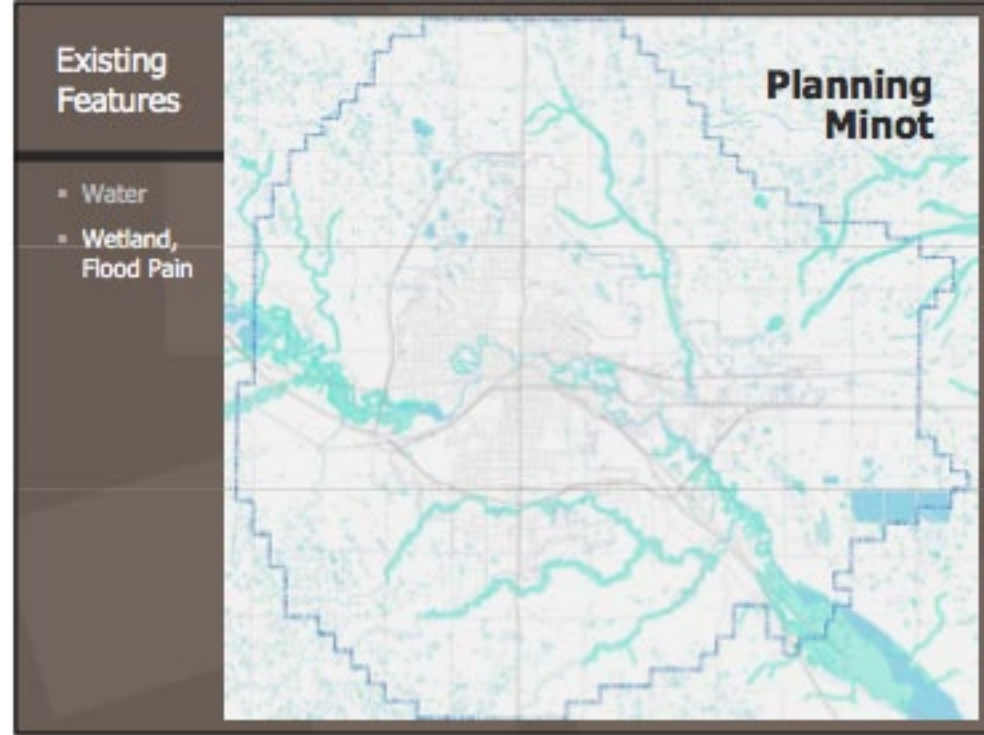 Existing
Features
Planning
Minot
▪ Water
▪ Wetland,
Flood Pain